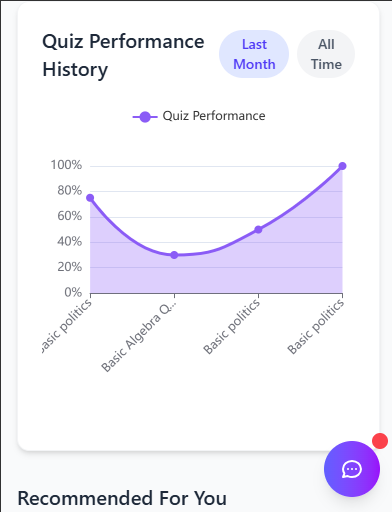 Quiz Performance
History
Last
Month
All
Time
Quiz Performance
100%
80%
60%
40%
20%
0%
asic politics
Basic Algebra Q...
Basic politics
Basic politics
Recommended For You